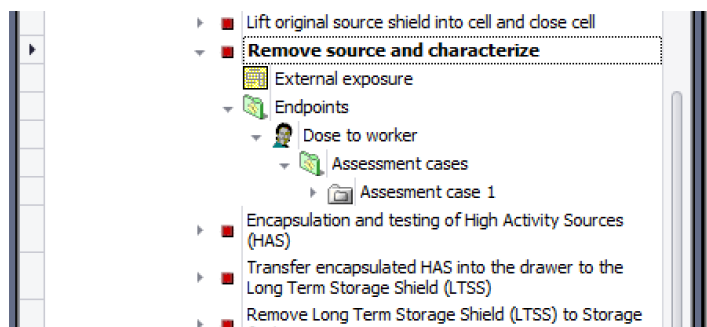 Lift original source shield into cell and close cell
Remove source and characterize
External exposure
Endpoints
Dose to worker
Assessment cases
Assesment case 1
Encapsulation and testing of High Activity Sources
(HAS)
Transfer encapsulated HAS into the drawer to the
Long Term Storage Shield (LTSS)
Remove Long Term Storage Shield (LTSS) to Storage